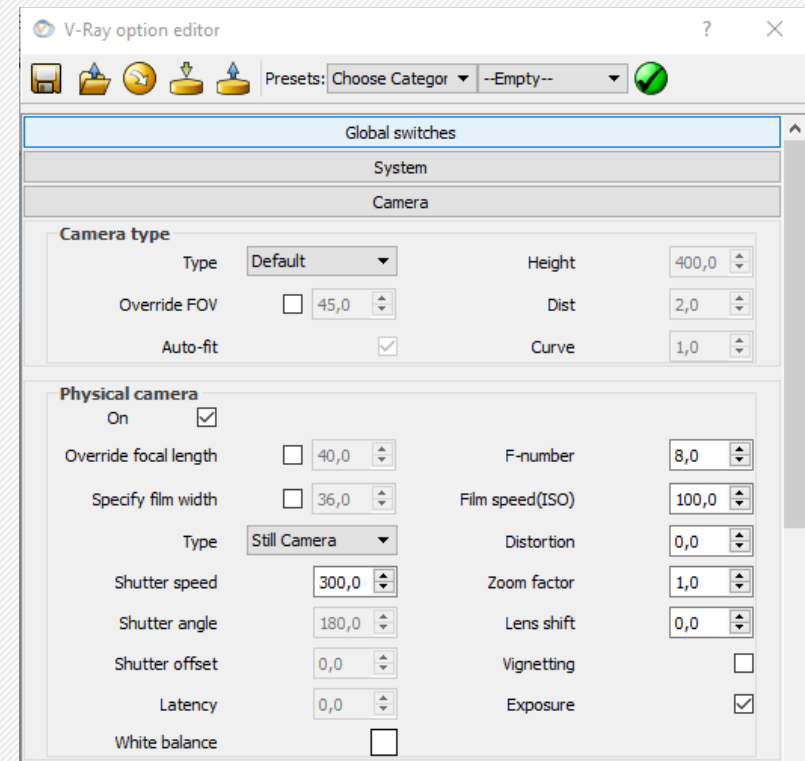 V-Ray option editor ?
Presets: Choose Categor --Empty--
Global switches
System
Camera
Camera type
Type Default Height 400,0
Override FOV 45,0 Dist 2,0
Auto-fit Curve 1,0
Physical camera
On
Override focal length 40,0 F-number 8,0
Specify film width 36,0 Film speed(ISO) 100,0
Type Still Camera Distortion 0,0
Shutter speed 300,0 Zoom factor 1,0
Shutter angle 180,0 Lens shift 0,0
Shutter offset 0,0 Vignetting
Latency 0,0 Exposure
White balance